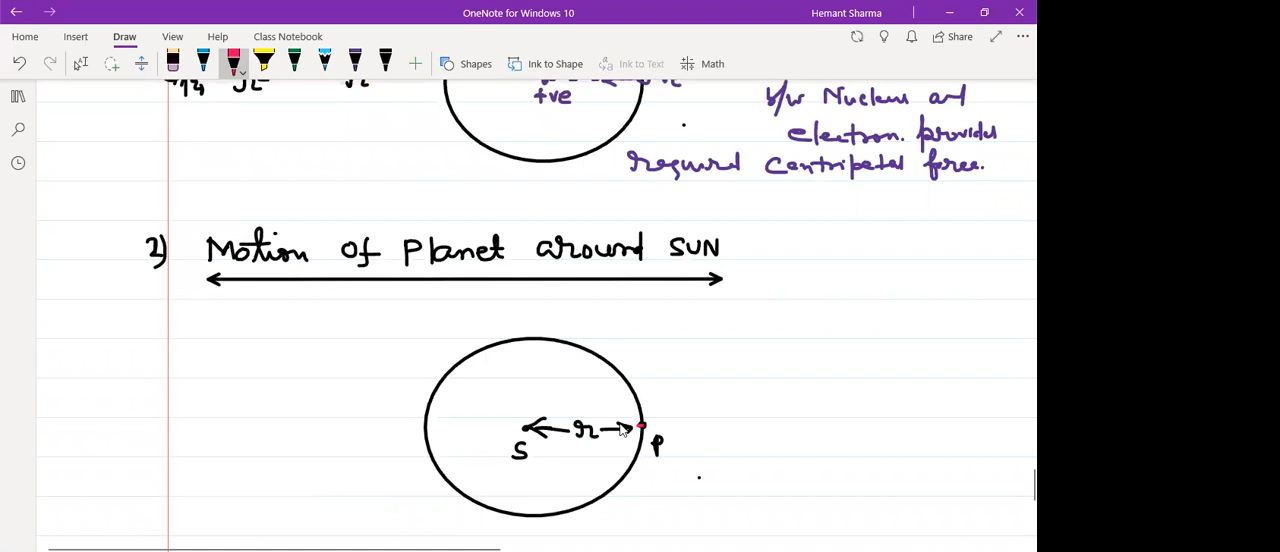 OneNote for Windows 10
Hemant Sharma
Home Insert Draw View Help Class Notebook
Share
Shapes Ink to Shape Ink to Text Math
+ve
b/w Nucleus and
electron. provides
required Centripetal force.
2) Motion of Planet around SUN
r
S
P